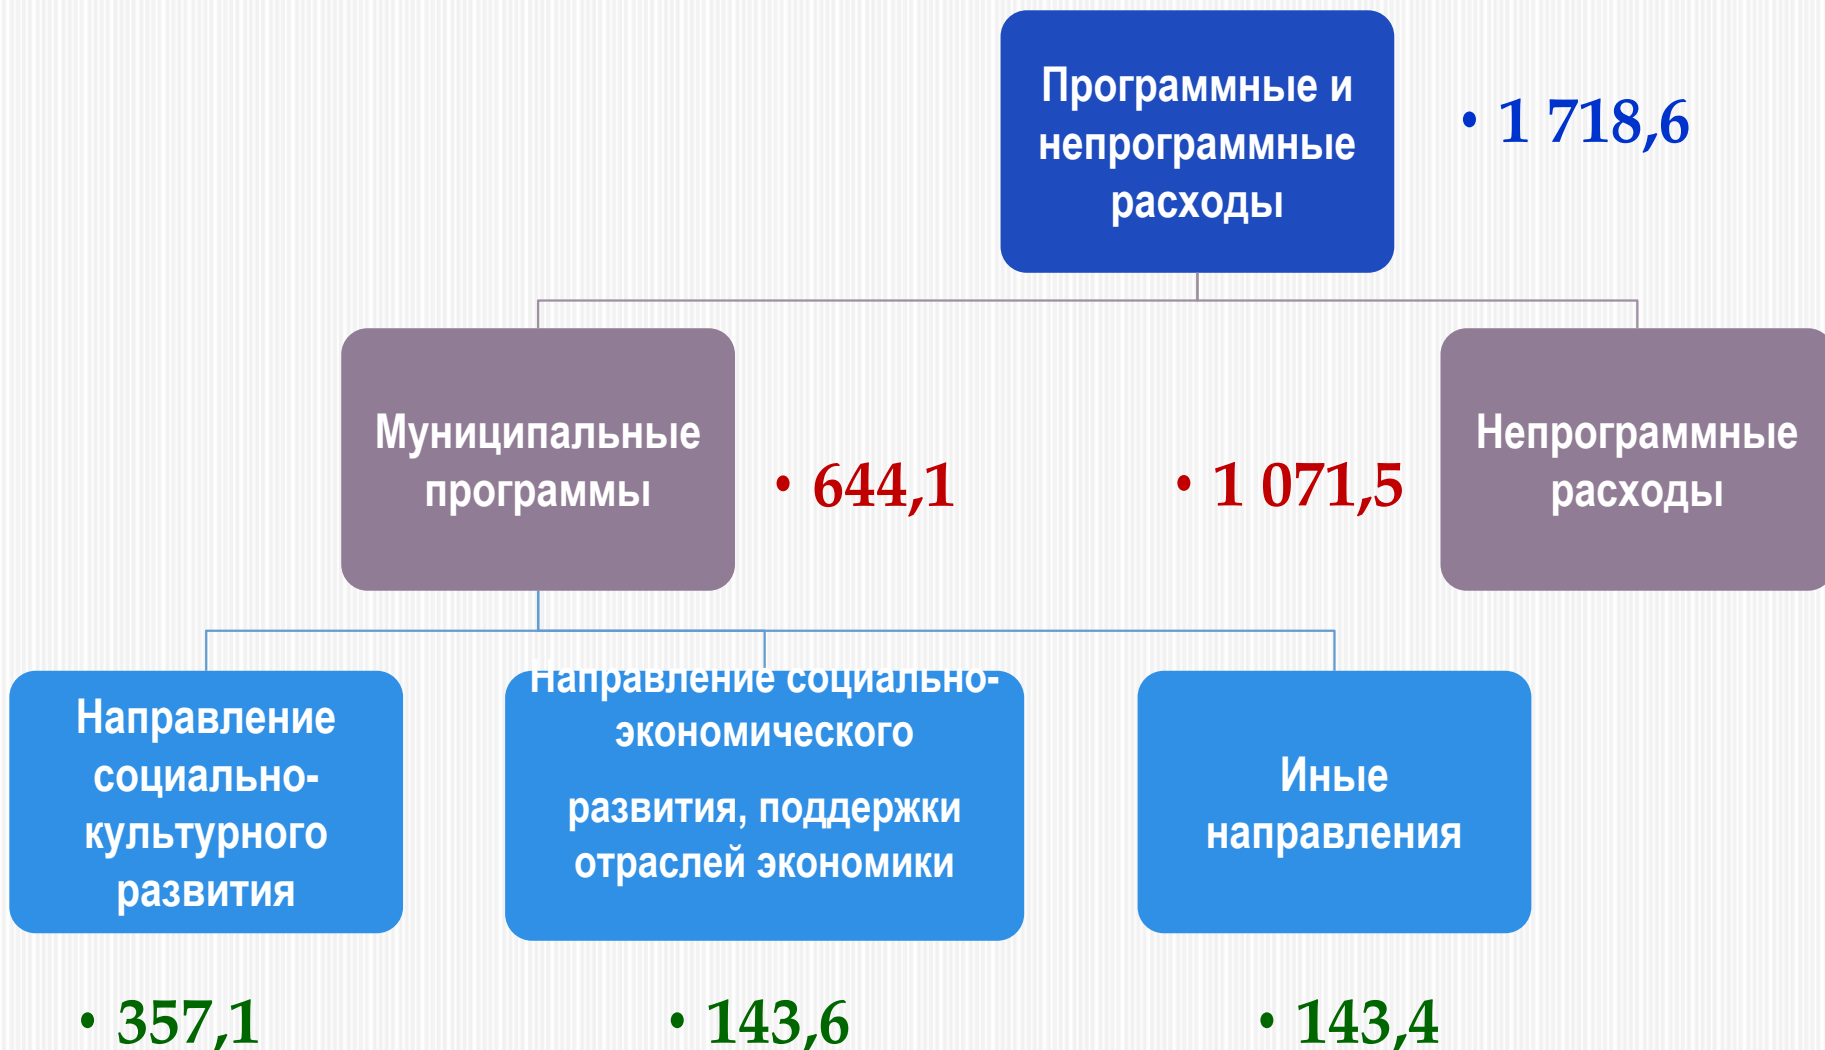 Программные и
непрограммные
расходы
• 1 718,6
Муниципальные
программы
• 644,1
• 1 071,5
Непрограммные
расходы
Направление
социально-
культурного
развития
Направление социально-
экономического
развития, поддержки
отраслей экономики
Иные
направления
• 357,1
• 143,6
• 143,4